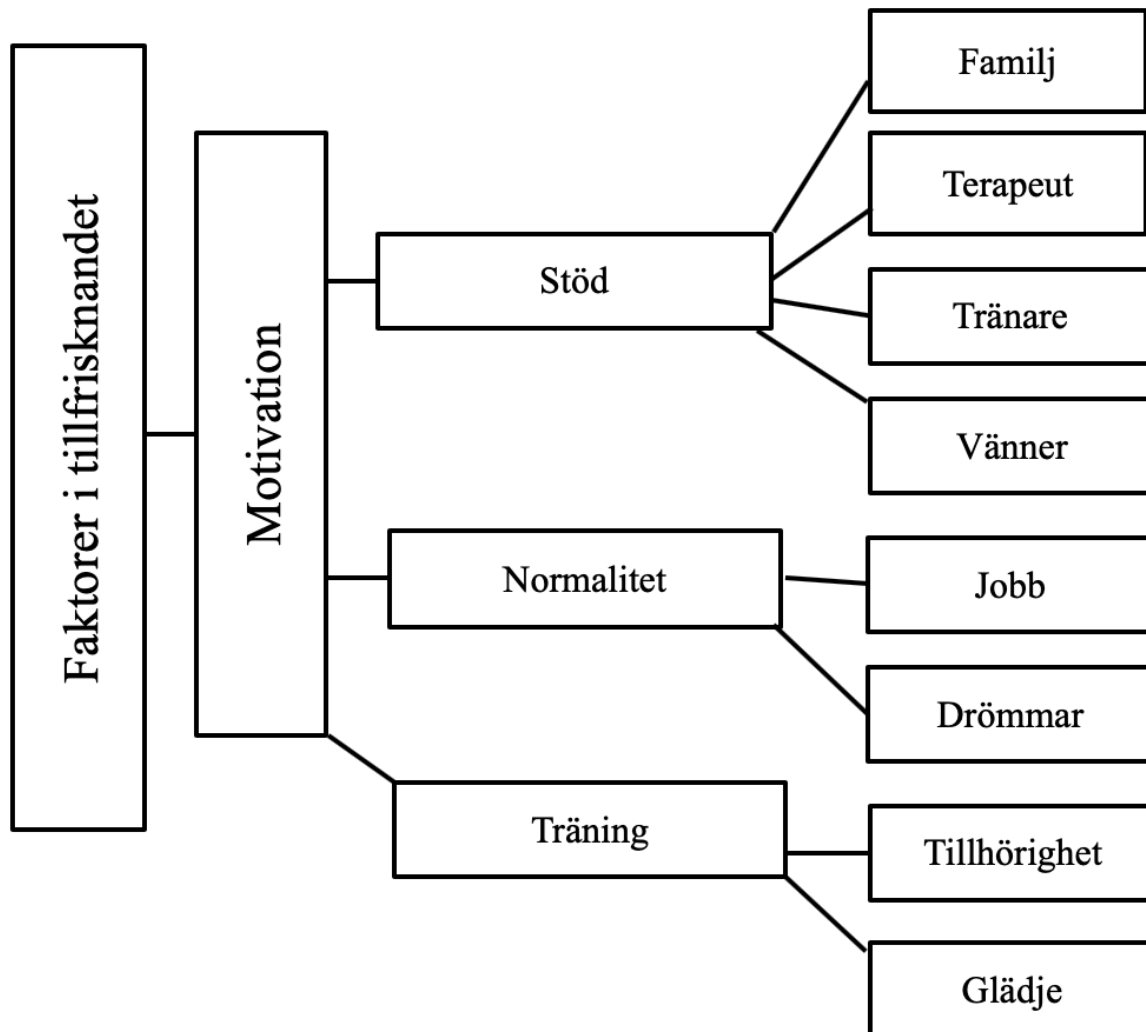 Faktorer i tillfrisknandet
Motivation
Stöd
Familj
Terapeut
Tränare
Vänner
Normalitet
Jobb
Drömmar
Träning
Tillhörighet
Glädje